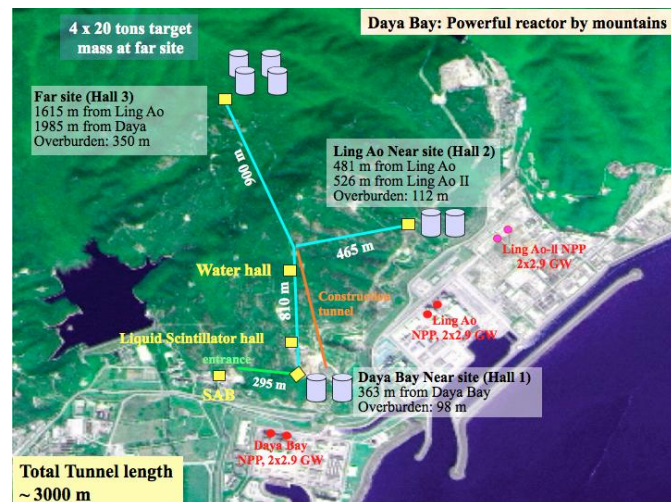 4 x 20 tons target
mass at far site
Daya Bay: Powerful reactor by mountains
Far site (Hall 3)
1615 m from Ling Ao
1985 m from Daya
Overburden: 350 m
900 m
Ling Ao Near site (Hall 2)
481 m from Ling Ao
526 m from Ling Ao II
Overburden: 112 m
465 m
Ling Ao-ll NPP
2x2.9 GW
Water hall
810 m
Construction
tunnel
Ling Ao
NPP, 2x2.9 GW
Liquid Scintillator hall
entrance
295 m
SAB
Daya Bay Near site (Hall 1)
363 m from Daya Bay
Overburden: 98 m
Daya Bay
NPP, 2x2.9 GW
Total Tunnel length
~ 3000 m